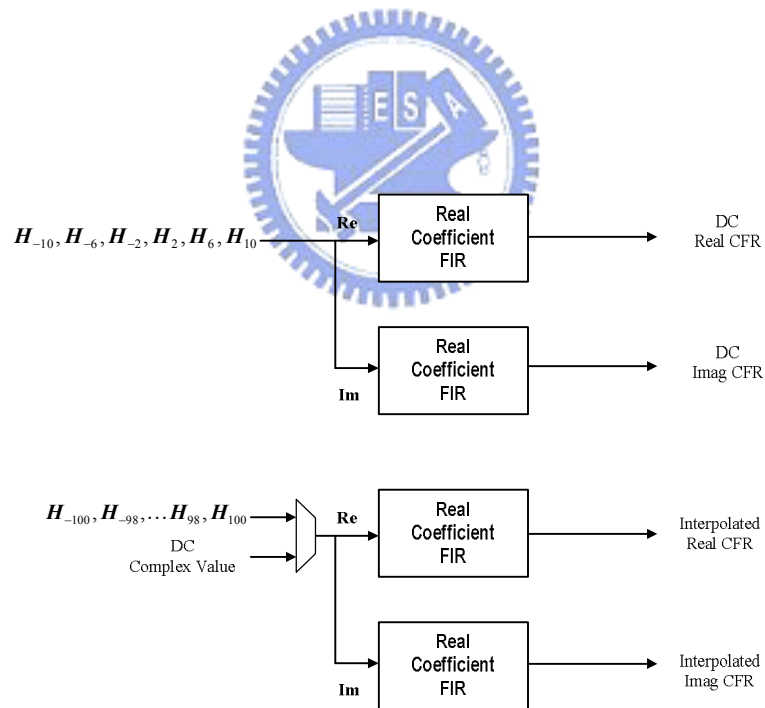 E S A
Re
Real
Coefficient
FIR
DC
Real CFR
H₋₁₀, H₋₆, H₋₂, H₂, H₆, H₁₀
Real
Coefficient
FIR
DC
Imag CFR
Im
H₋₁₀₀, H₋₉₈, …H₉₈, H₁₀₀
DC
Complex Value
Re
Real
Coefficient
FIR
Interpolated
Real CFR
Real
Coefficient
FIR
Interpolated
Imag CFR
Im